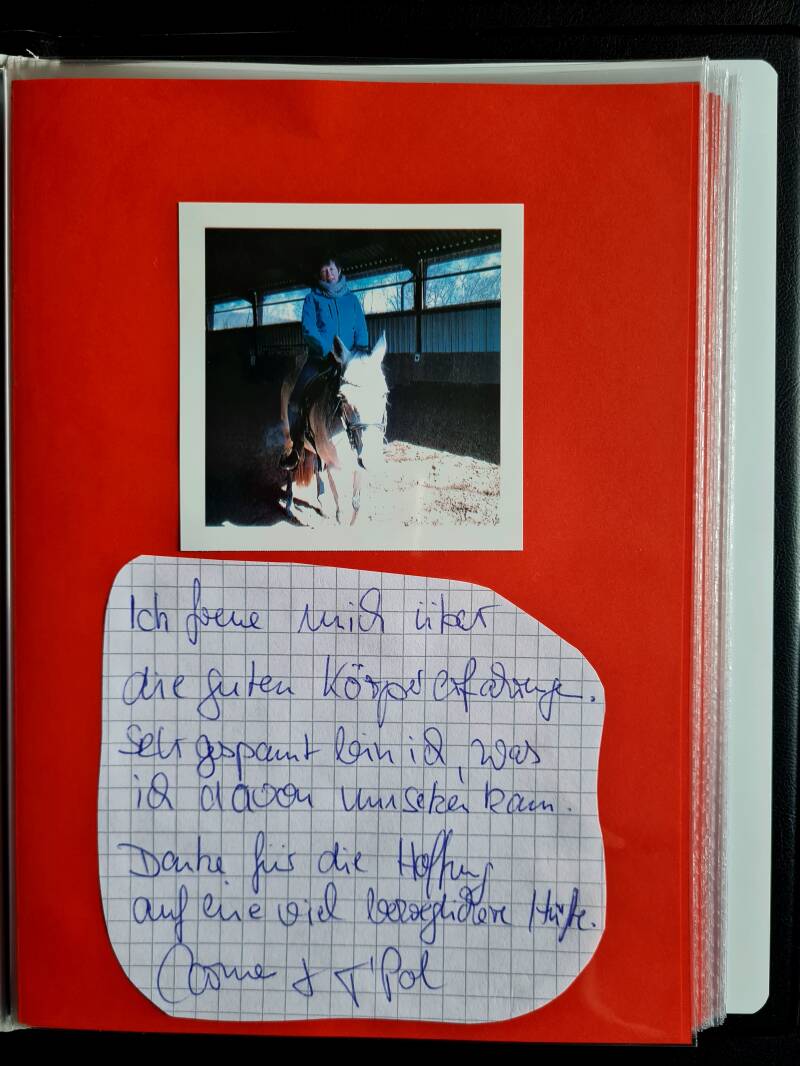 Ich freue mich über
die guten Körpererfahrungen.
Sehr gespannt bin ich, was
ich davon umsetzen kann.
Danke für die Hoffnung
auf eine viel beweglichere Hüfte.
& T'Pol